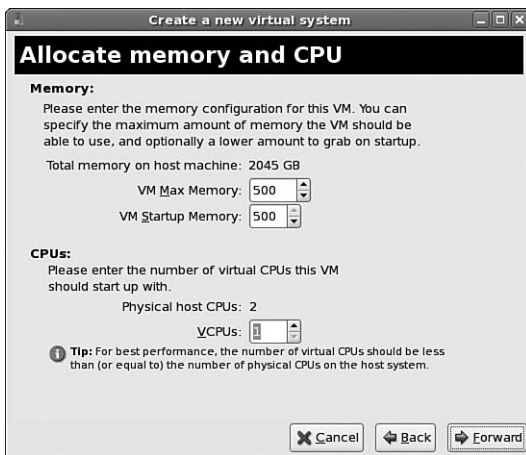 Create a new virtual system
Allocate memory and CPU
Memory:
Please enter the memory configuration for this VM. You can
specify the maximum amount of memory the VM should be
able to use, and optionally a lower amount to grab on startup.
Total memory on host machine: 2045 GB
VM Max Memory: 500
VM Startup Memory: 500
CPUs:
Please enter the number of virtual CPUs this VM
should start up with.
Physical host CPUs: 2
VCPUs: 1
Tip: For best performance, the number of virtual CPUs should be less
than (or equal to) the number of physical CPUs on the host system.
Cancel Back Forward